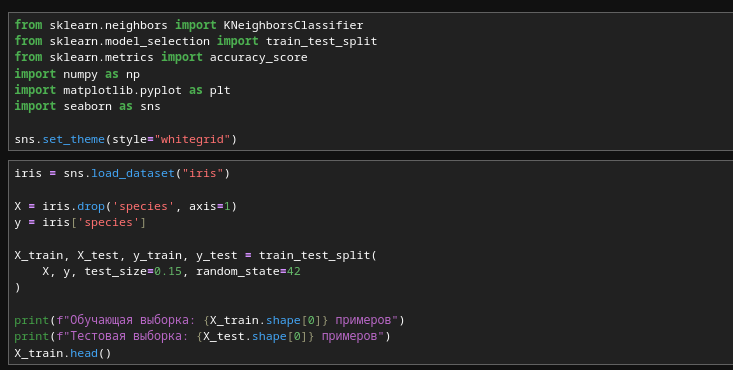 from sklearn.neighbors import KNeighborsClassifier
from sklearn.model_selection import train_test_split
from sklearn.metrics import accuracy_score
import numpy as np
import matplotlib.pyplot as plt
import seaborn as sns
sns.set_theme(style="whitegrid")
iris = sns.load_dataset("iris")
X = iris.drop('species', axis=1)
y = iris['species']
X_train, X_test, y_train, y_test = train_test_split(
    X, y, test_size=0.15, random_state=42
)
print(f"Обучающая выборка: {X_train.shape[0]} примеров")
print(f"Тестовая выборка: {X_test.shape[0]} примеров")
X_train.head()